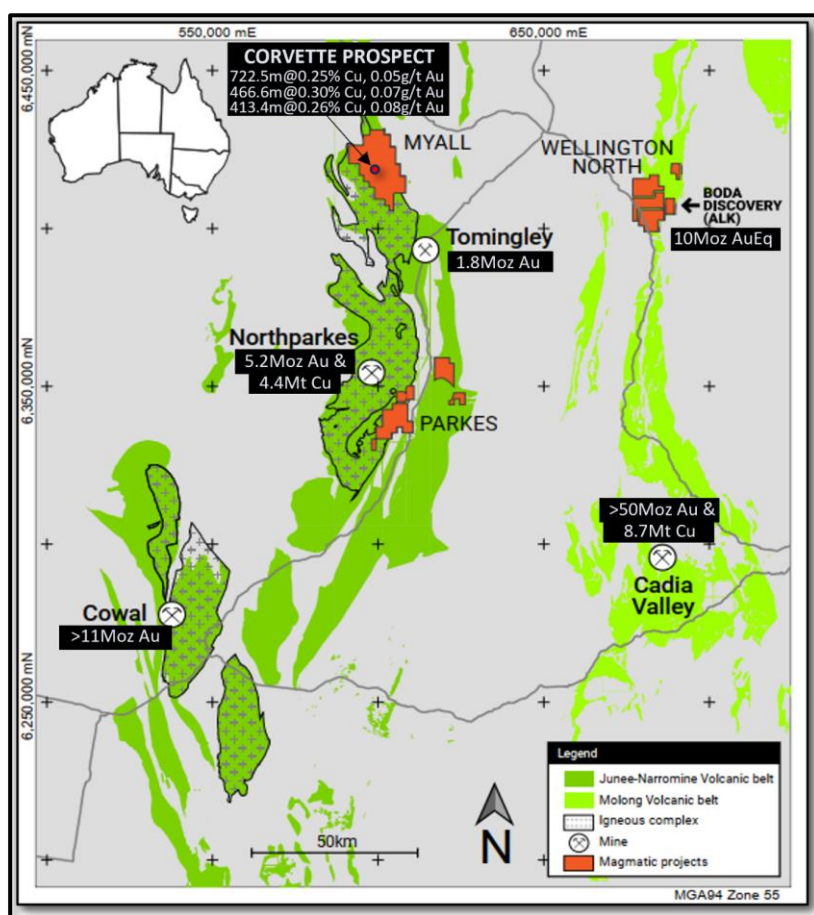 550,000 mE
650,000 mE
6,450,000 mN
6,350,000 mN
6,250,000 mN
CORVETTE PROSPECT
722.5m@0.25% Cu, 0.05g/t Au
466.6m@0.30% Cu, 0.07g/t Au
413.4m@0.26% Cu, 0.08g/t Au
MYALL
WELLINGTON
NORTH
BODA
DISCOVERY
(ALK)
10Moz AuEq
Tomingley
1.8Moz Au
Northparkes
5.2Moz Au &
4.4Mt Cu
PARKES
>50Moz Au &
8.7Mt Cu
Cadia
Valley
Cowal
>11Moz Au
50km
N
Legend
Junee-Narromine Volcanic belt
Molong Volcanic belt
Igneous complex
Mine
Magmatic projects
MGA94 Zone 55